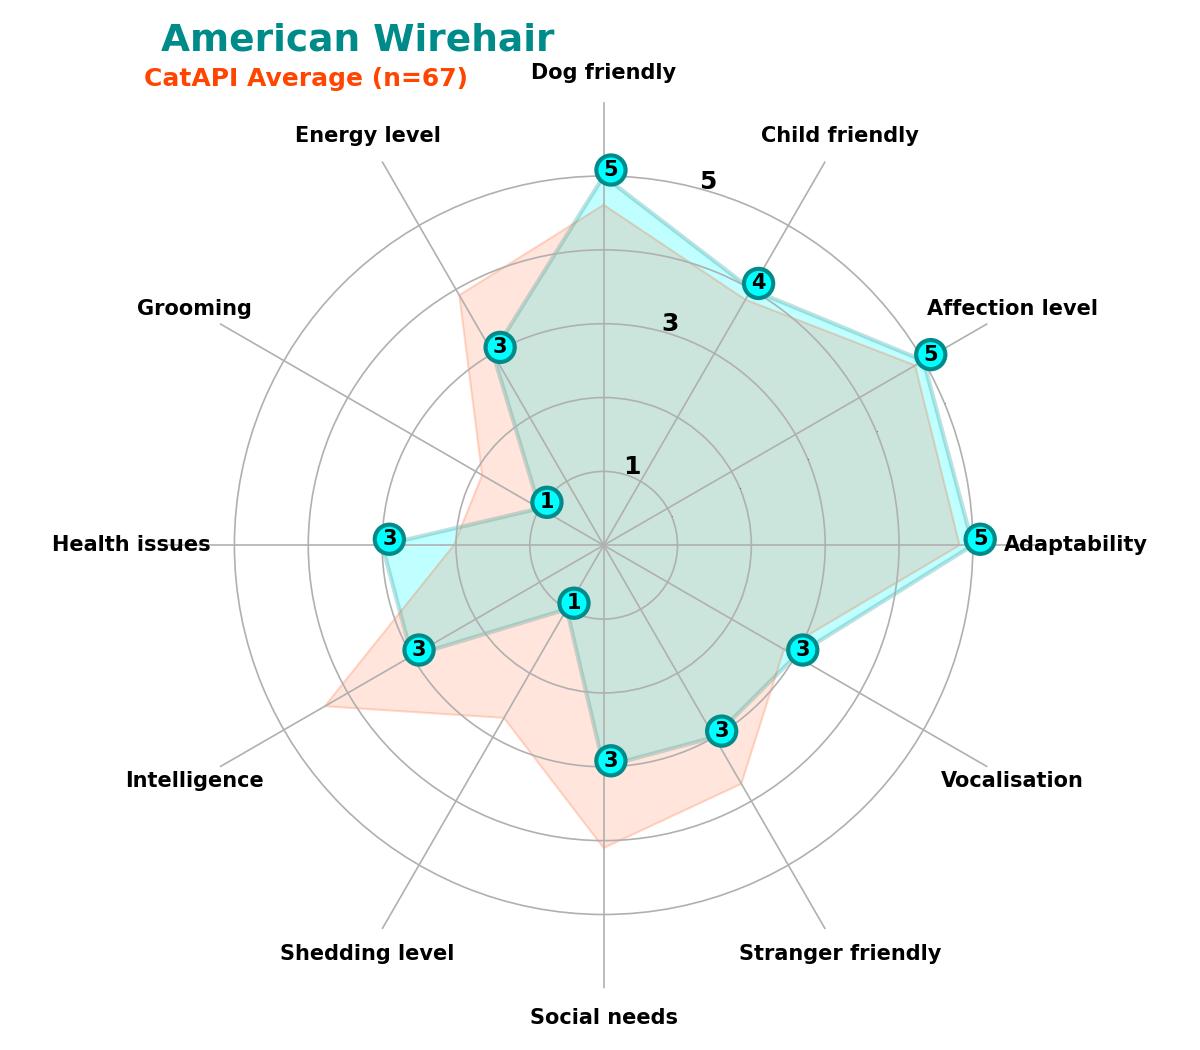 American Wirehair
CatAPI Average (n=67)
Dog friendly
Energy level
Child friendly
5
5
4
Grooming
Affection level
3
3
5
1
1
Health issues
3
5
Adaptability
1
3
3
Intelligence
3
3
Vocalisation
Shedding level
Stranger friendly
Social needs